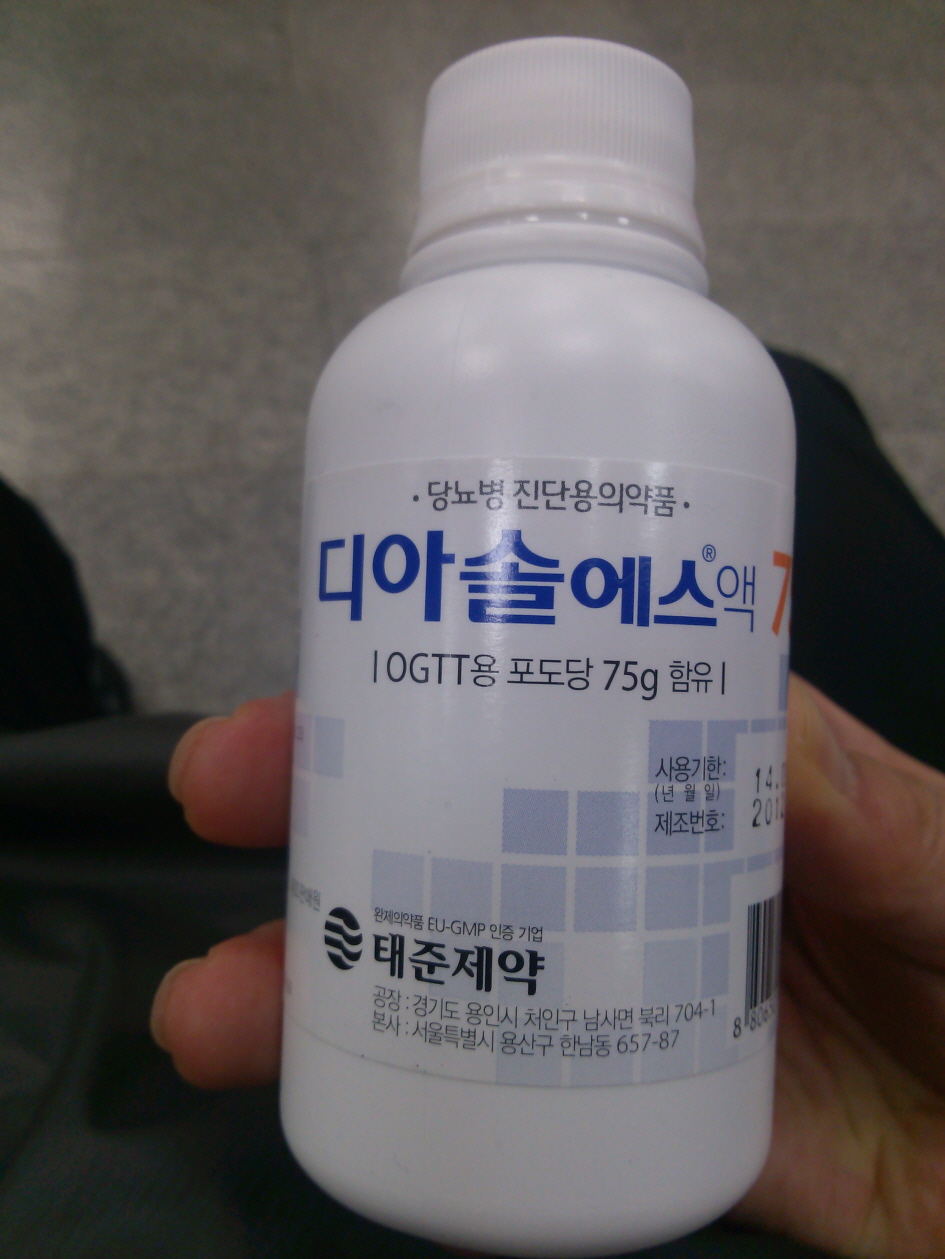 ·당뇨병 진단용의약품·
디아솔에스®액 7
| OGTT용 포도당 75g 함유 |
사용기한: 14.
(년 월 일)
제조번호: 201
완제의약품 EU-GMP 인증 기업
태준제약
공장 : 경기도 용인시 처인구 남사면 북리 704-1
본사 : 서울특별시 용산구 한남동 657-87